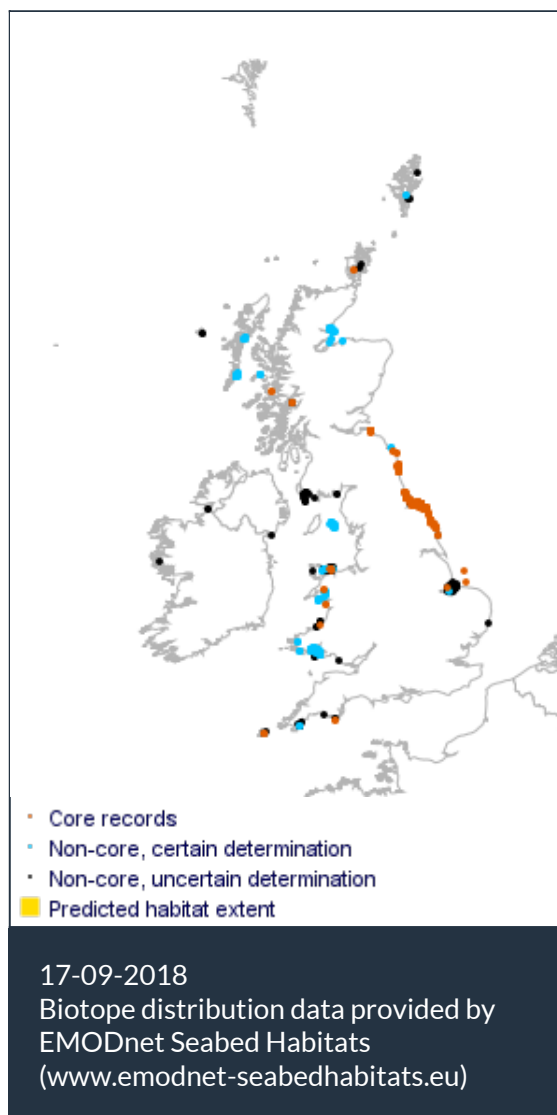 Core records
Non-core, certain determination
Non-core, uncertain determination
Predicted habitat extent
17-09-2018
Biotope distribution data provided by
EMODnet Seabed Habitats
(www.emodnet-seabedhabitats.eu)